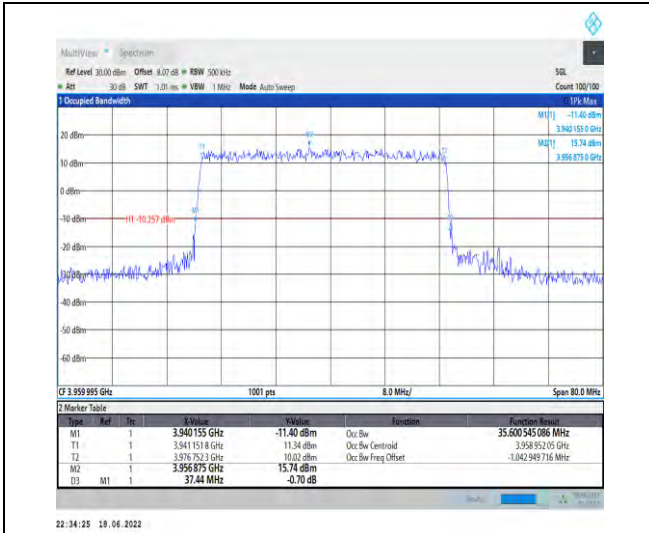 MultiView Spectrum
Ref Level 30.00 dBm Offset 8.07 dB RBW 500 kHz SGL
Att 30 dB SWT 1.01 ms VBW 1 MHz Mode Auto Sweep Count 100/100
1 Occupied Bandwidth 1Pk Max
M1[1] -11.40 dBm
3.940 155 0 GHz
M2[1] 15.74 dBm
3.956 875 0 GHz
20 dBm
T1 M2 T2
10 dBm
0 dBm
M1
-10 dBm H1 -10.257 dBm
-20 dBm
-30 dBm
-40 dBm
-50 dBm
-60 dBm
CF 3.959 995 GHz 1001 pts 8.0 MHz/ Span 80.0 MHz
2 Marker Table
Type Ref Trc X-Value Y-Value Function Function Result
M1 1 3.940 155 GHz -11.40 dBm Occ Bw 35.600 545 086 MHz
T1 1 3.941 151 8 GHz 11.34 dBm Occ Bw Centroid 3.958 952 05 GHz
T2 1 3.976 752 3 GHz 10.02 dBm Occ Bw Freq Offset -1.042 949 716 MHz
M2 1 3.956 875 GHz 15.74 dBm
D3 M1 1 37.44 MHz -0.70 dB
22:34:25 18.06.2022